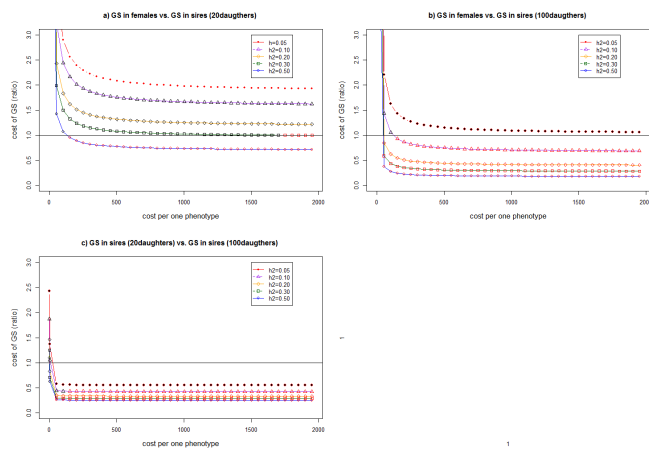 a) GS in females vs. GS in sires (20daugthers)
cost of GS (ratio)
3.0
2.5
2.0
1.5
1.0
0.5
0.0
h=0.05
h2=0.10
h2=0.20
h2=0.30
h2=0.50
0
500
1000
1500
2000
cost per one phenotype
b) GS in females vs. GS in sires (100daugthers)
cost of GS (ratio)
3.0
2.5
2.0
1.5
1.0
0.5
0.0
h2=0.05
h2=0.10
h2=0.20
h2=0.30
h2=0.50
0
500
1000
1500
2000
cost per one phenotype
c) GS in sires (20daughters) vs. GS in sires (100daugthers)
cost of GS (ratio)
3.0
2.5
2.0
1.5
1.0
0.5
0.0
h2=0.05
h2=0.10
h2=0.20
h2=0.30
h2=0.50
0
500
1000
1500
2000
cost per one phenotype
1
1